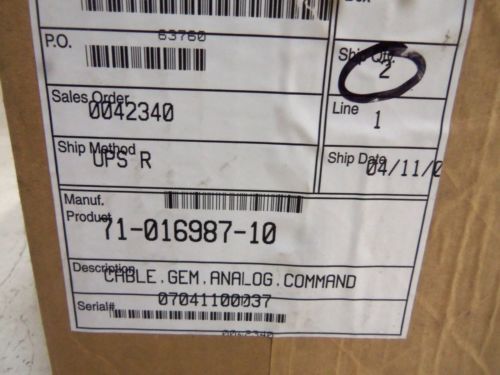 Box
63760
P.O.
Ship Qty.
2
Sales Order
0042340
Line
1
Ship Method
UPS R
Ship Date
04/11/0
Manuf.
Product
71-016987-10
Description
CABLE.GEM.ANALOG.COMMAND
07041100037
Serial#